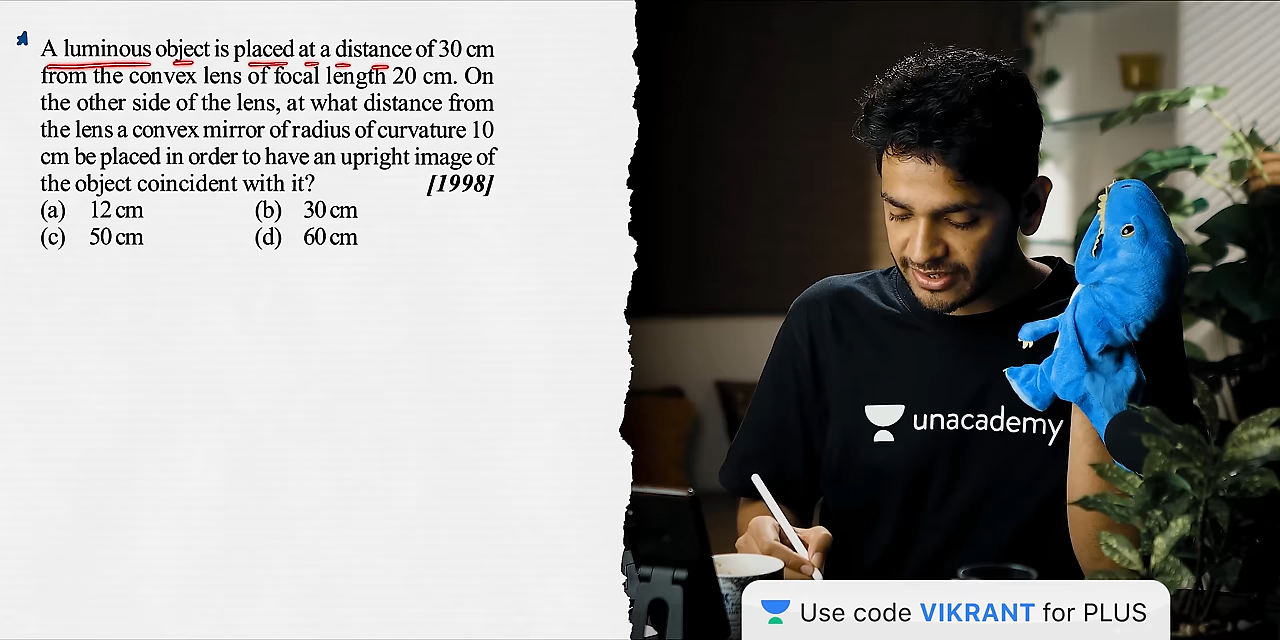 A luminous object is placed at a distance of 30 cm
from the convex lens of focal length 20 cm. On
the other side of the lens, at what distance from
the lens a convex mirror of radius of curvature 10
cm be placed in order to have an upright image of
the object coincident with it? [1998]
(a) 12 cm (b) 30 cm
(c) 50 cm (d) 60 cm
unacademy
Use code VIKRANT for PLUS